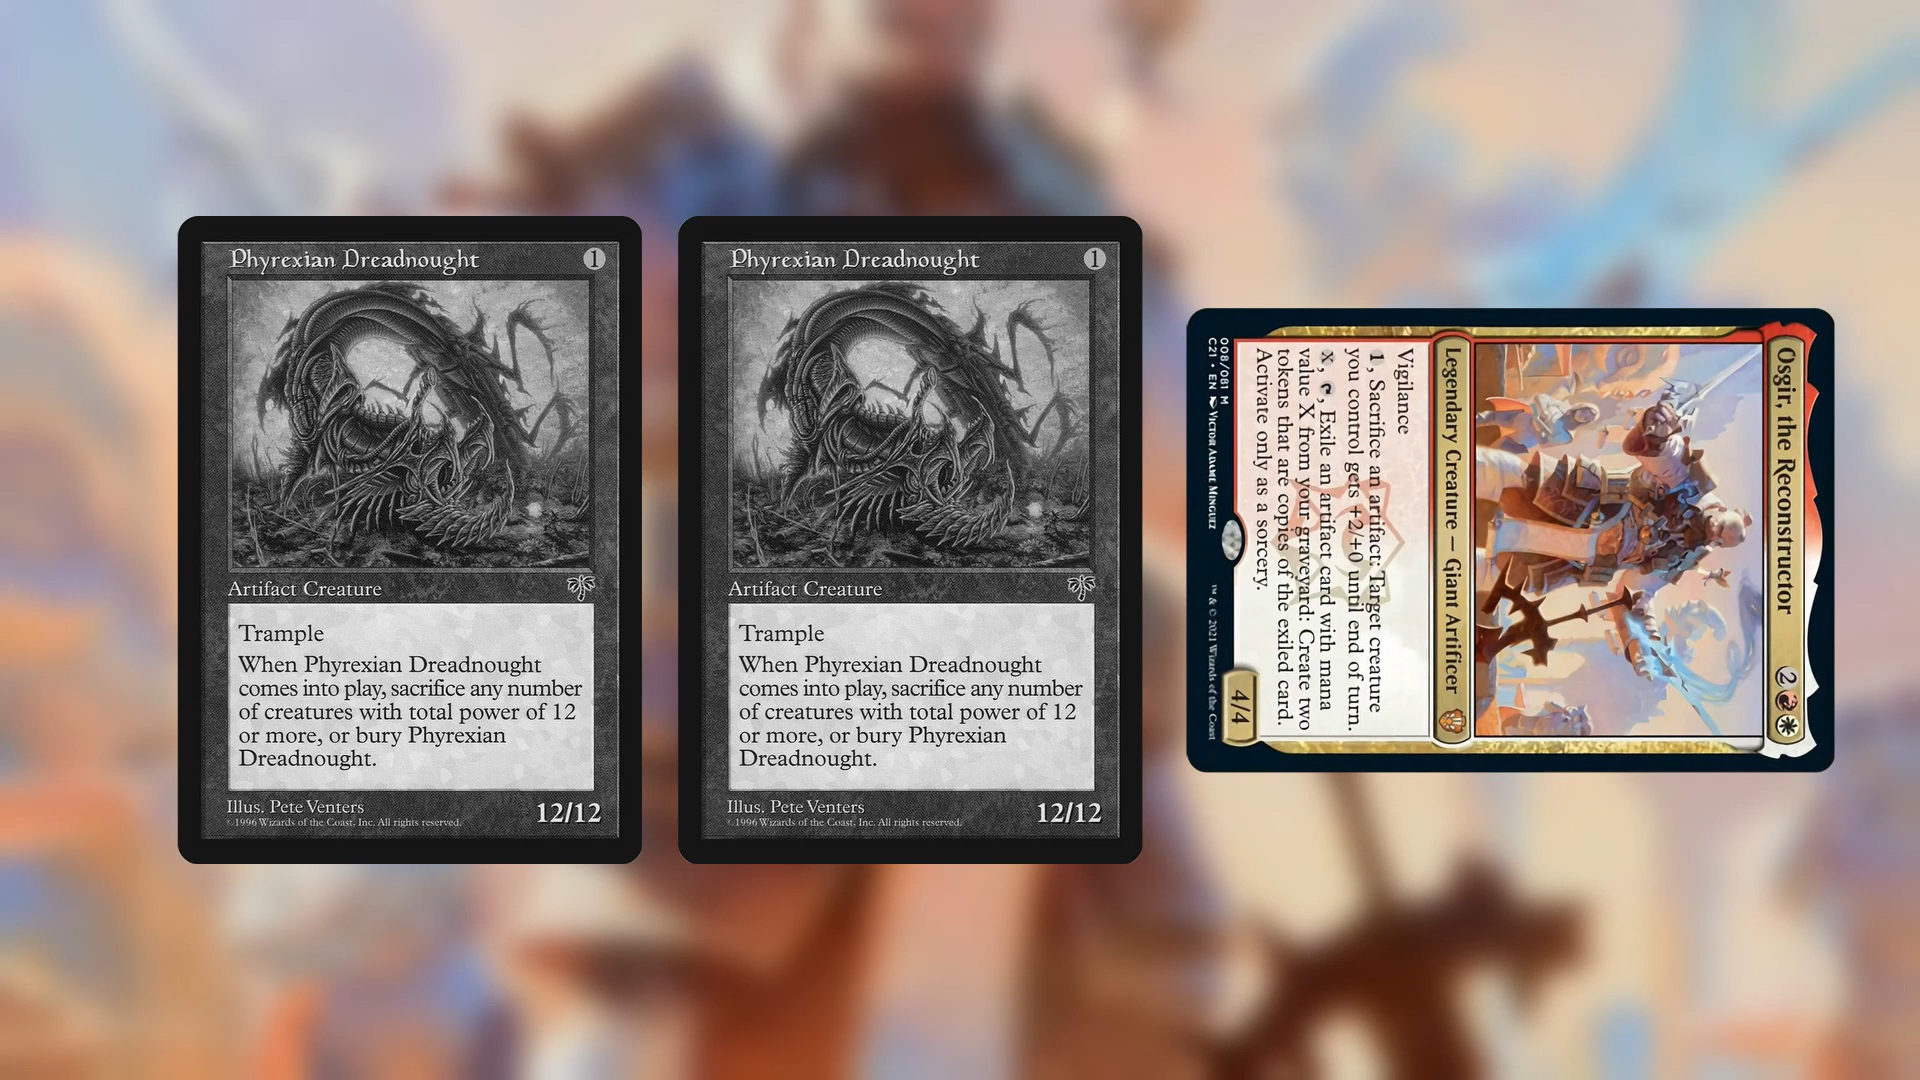 Phyrexian Dreadnought 1
Artifact Creature
Trample
When Phyrexian Dreadnought
comes into play, sacrifice any number
of creatures with total power of 12
or more, or bury Phyrexian
Dreadnought.
Illus. Pete Venters
©1996 Wizards of the Coast, Inc. All rights reserved.
12/12
Phyrexian Dreadnought 1
Artifact Creature
Trample
When Phyrexian Dreadnought
comes into play, sacrifice any number
of creatures with total power of 12
or more, or bury Phyrexian
Dreadnought.
Illus. Pete Venters
©1996 Wizards of the Coast, Inc. All rights reserved.
12/12
Osgir, the Reconstructor 2
Legendary Creature — Giant Artificer
Vigilance
1, Sacrifice an artifact: Target creature
you control gets +2/+0 until end of turn.
X, , Exile an artifact card with mana
value X from your graveyard: Create two
tokens that are copies of the exiled card.
Activate only as a sorcery.
4/4
008/081 M
C21 • EN Victor Adame Minguez
™ & © 2021 Wizards of the Coast